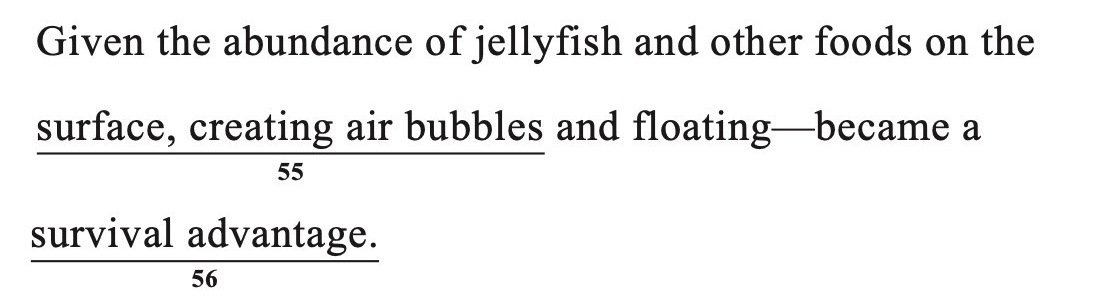 Given the abundance of jellyfish and other foods on the
surface, creating air bubbles and floating—became a
55
survival advantage.
56